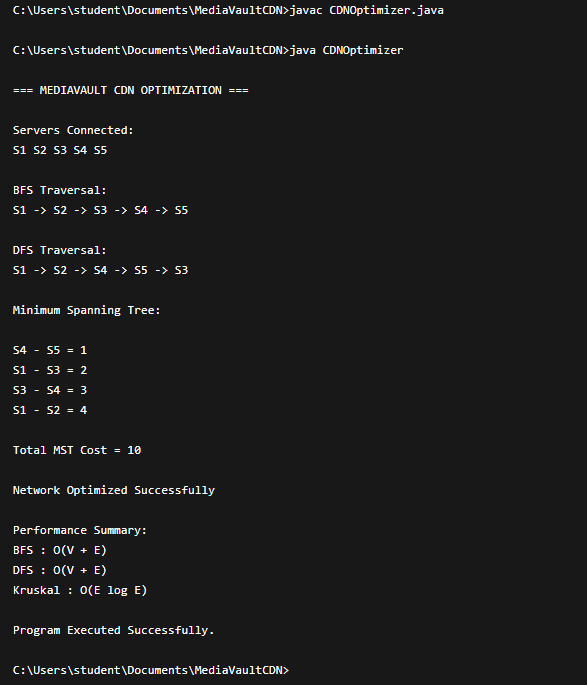 C:\Users\student\Documents\MediaVaultCDN>javac CDNOptimizer.java
C:\Users\student\Documents\MediaVaultCDN>java CDNOptimizer
=== MEDIAVAULT CDN OPTIMIZATION ===
Servers Connected:
S1 S2 S3 S4 S5
BFS Traversal:
S1 -> S2 -> S3 -> S4 -> S5
DFS Traversal:
S1 -> S2 -> S4 -> S5 -> S3
Minimum Spanning Tree:
S4 - S5 = 1
S1 - S3 = 2
S3 - S4 = 3
S1 - S2 = 4
Total MST Cost = 10
Network Optimized Successfully
Performance Summary:
BFS : O(V + E)
DFS : O(V + E)
Kruskal : O(E log E)
Program Executed Successfully.
C:\Users\student\Documents\MediaVaultCDN>